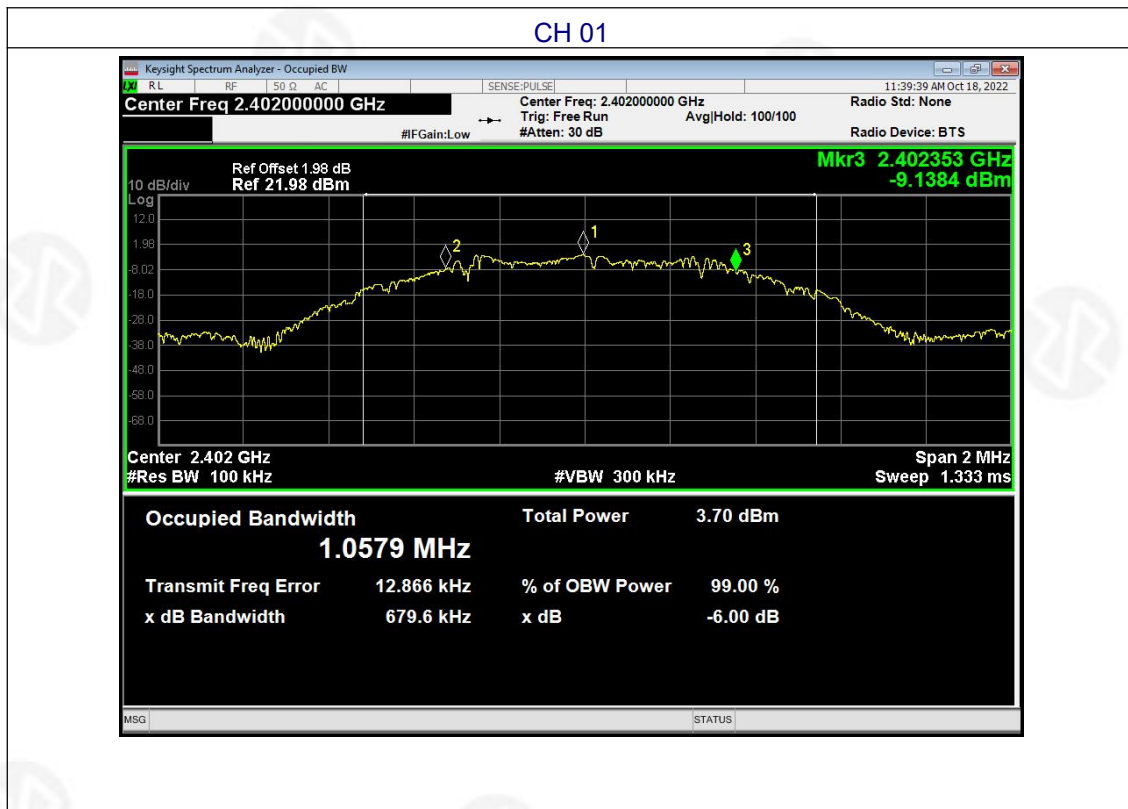 CH 01
Keysight Spectrum Analyzer - Occupied BW
LXI RL RF 50 Ω AC SENSE:PULSE 11:39:39 AM Oct 18, 2022
Center Freq 2.402000000 GHz Center Freq: 2.402000000 GHz Radio Std: None
Trig: Free Run Avg|Hold: 100/100
#IFGain:Low #Atten: 30 dB Radio Device: BTS
Ref Offset 1.98 dB Mkr3 2.402353 GHz
10 dB/div Ref 21.98 dBm -9.1384 dBm
Log
12.0
1
1.98
2
3
-8.02
-18.0
-28.0
-38.0
-48.0
-58.0
-68.0
Center 2.402 GHz Span 2 MHz
#Res BW 100 kHz #VBW 300 kHz Sweep 1.333 ms
Occupied Bandwidth Total Power 3.70 dBm
1.0579 MHz
Transmit Freq Error 12.866 kHz % of OBW Power 99.00 %
x dB Bandwidth 679.6 kHz x dB -6.00 dB
MSG STATUS